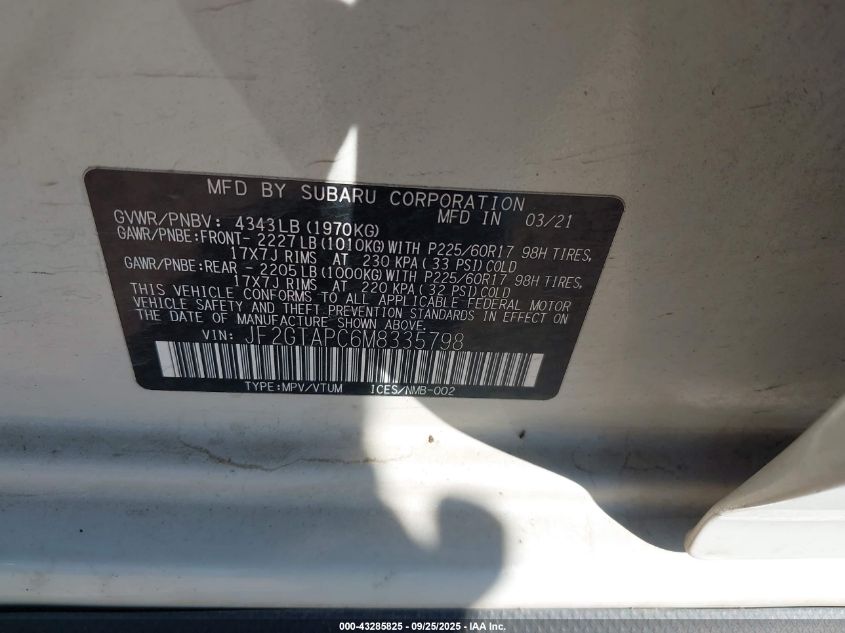 MFD BY SUBARU CORPORATION
GVWR/PNBV: 4343LB (1970KG) MFD IN 03/21
GAWR/PNBE:FRONT- 2227LB (1010KG) WITH P225/60R17 98H TIRES,
17X7J RIMS AT 230 KPA (33 PSI) COLD
GAWR/PNBE:REAR - 2205LB (1000KG) WITH P225/60R17 98H TIRES,
17X7J RIMS AT 220 KPA (32 PSI) COLD
THIS VEHICLE CONFORMS TO ALL APPLICABLE FEDERAL MOTOR
VEHICLE SAFETY AND THEFT PREVENTION STANDARDS IN EFFECT ON
THE DATE OF MANUFACTURE SHOWN ABOVE.
VIN: JF2GTAPC6M8335798
TYPE:MPV/VTUM ICES/NMB-002
000-43285825 - 09/25/2025 - IAA Inc.